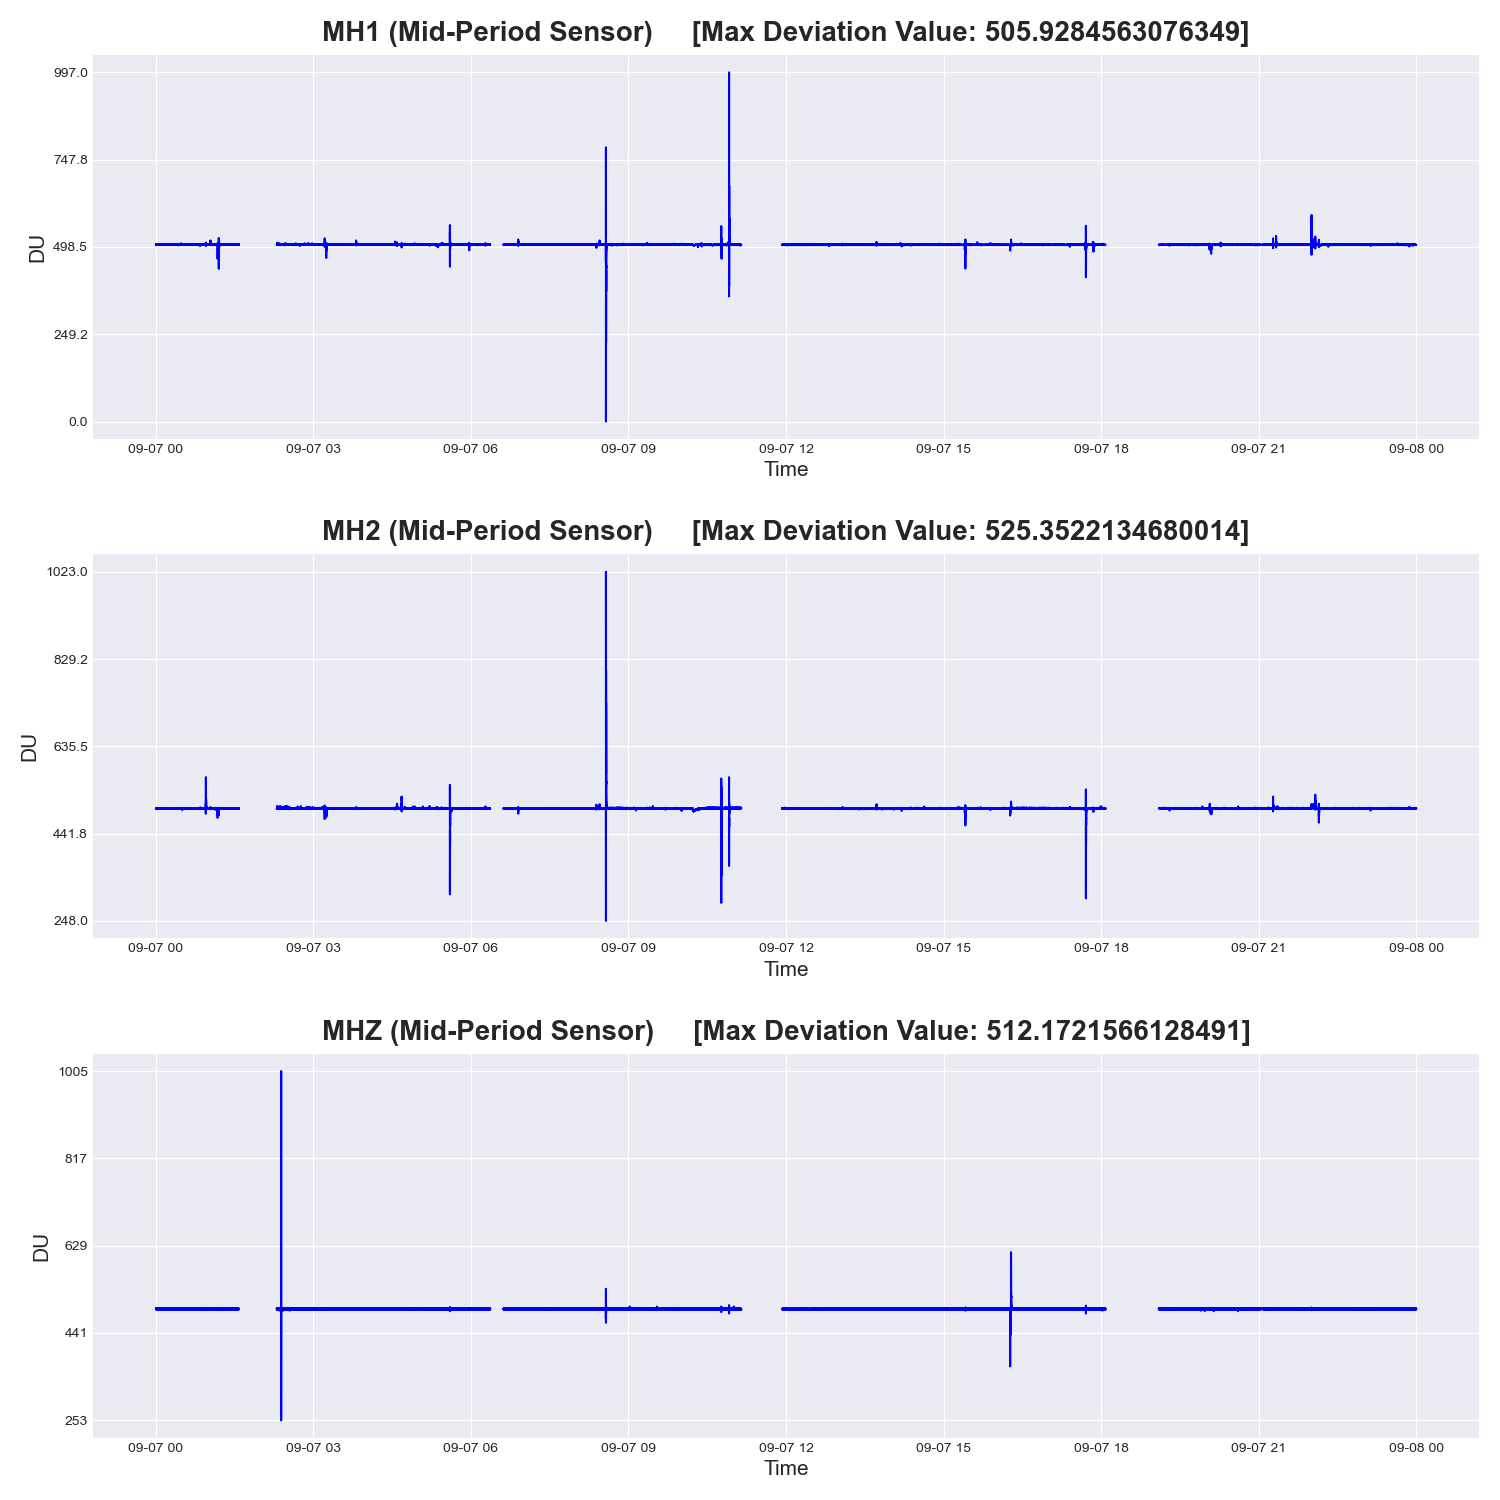 MH1 (Mid-Period Sensor) [Max Deviation Value: 505.9284563076349]
997.0
747.8
498.5
249.2
0.0
DU
09-07 00 09-07 03 09-07 06 09-07 09 09-07 12 09-07 15 09-07 18 09-07 21 09-08 00
Time
MH2 (Mid-Period Sensor) [Max Deviation Value: 525.3522134680014]
1023.0
829.2
635.5
441.8
248.0
DU
09-07 00 09-07 03 09-07 06 09-07 09 09-07 12 09-07 15 09-07 18 09-07 21 09-08 00
Time
MHZ (Mid-Period Sensor) [Max Deviation Value: 512.1721566128491]
1005
817
629
441
253
DU
09-07 00 09-07 03 09-07 06 09-07 09 09-07 12 09-07 15 09-07 18 09-07 21 09-08 00
Time